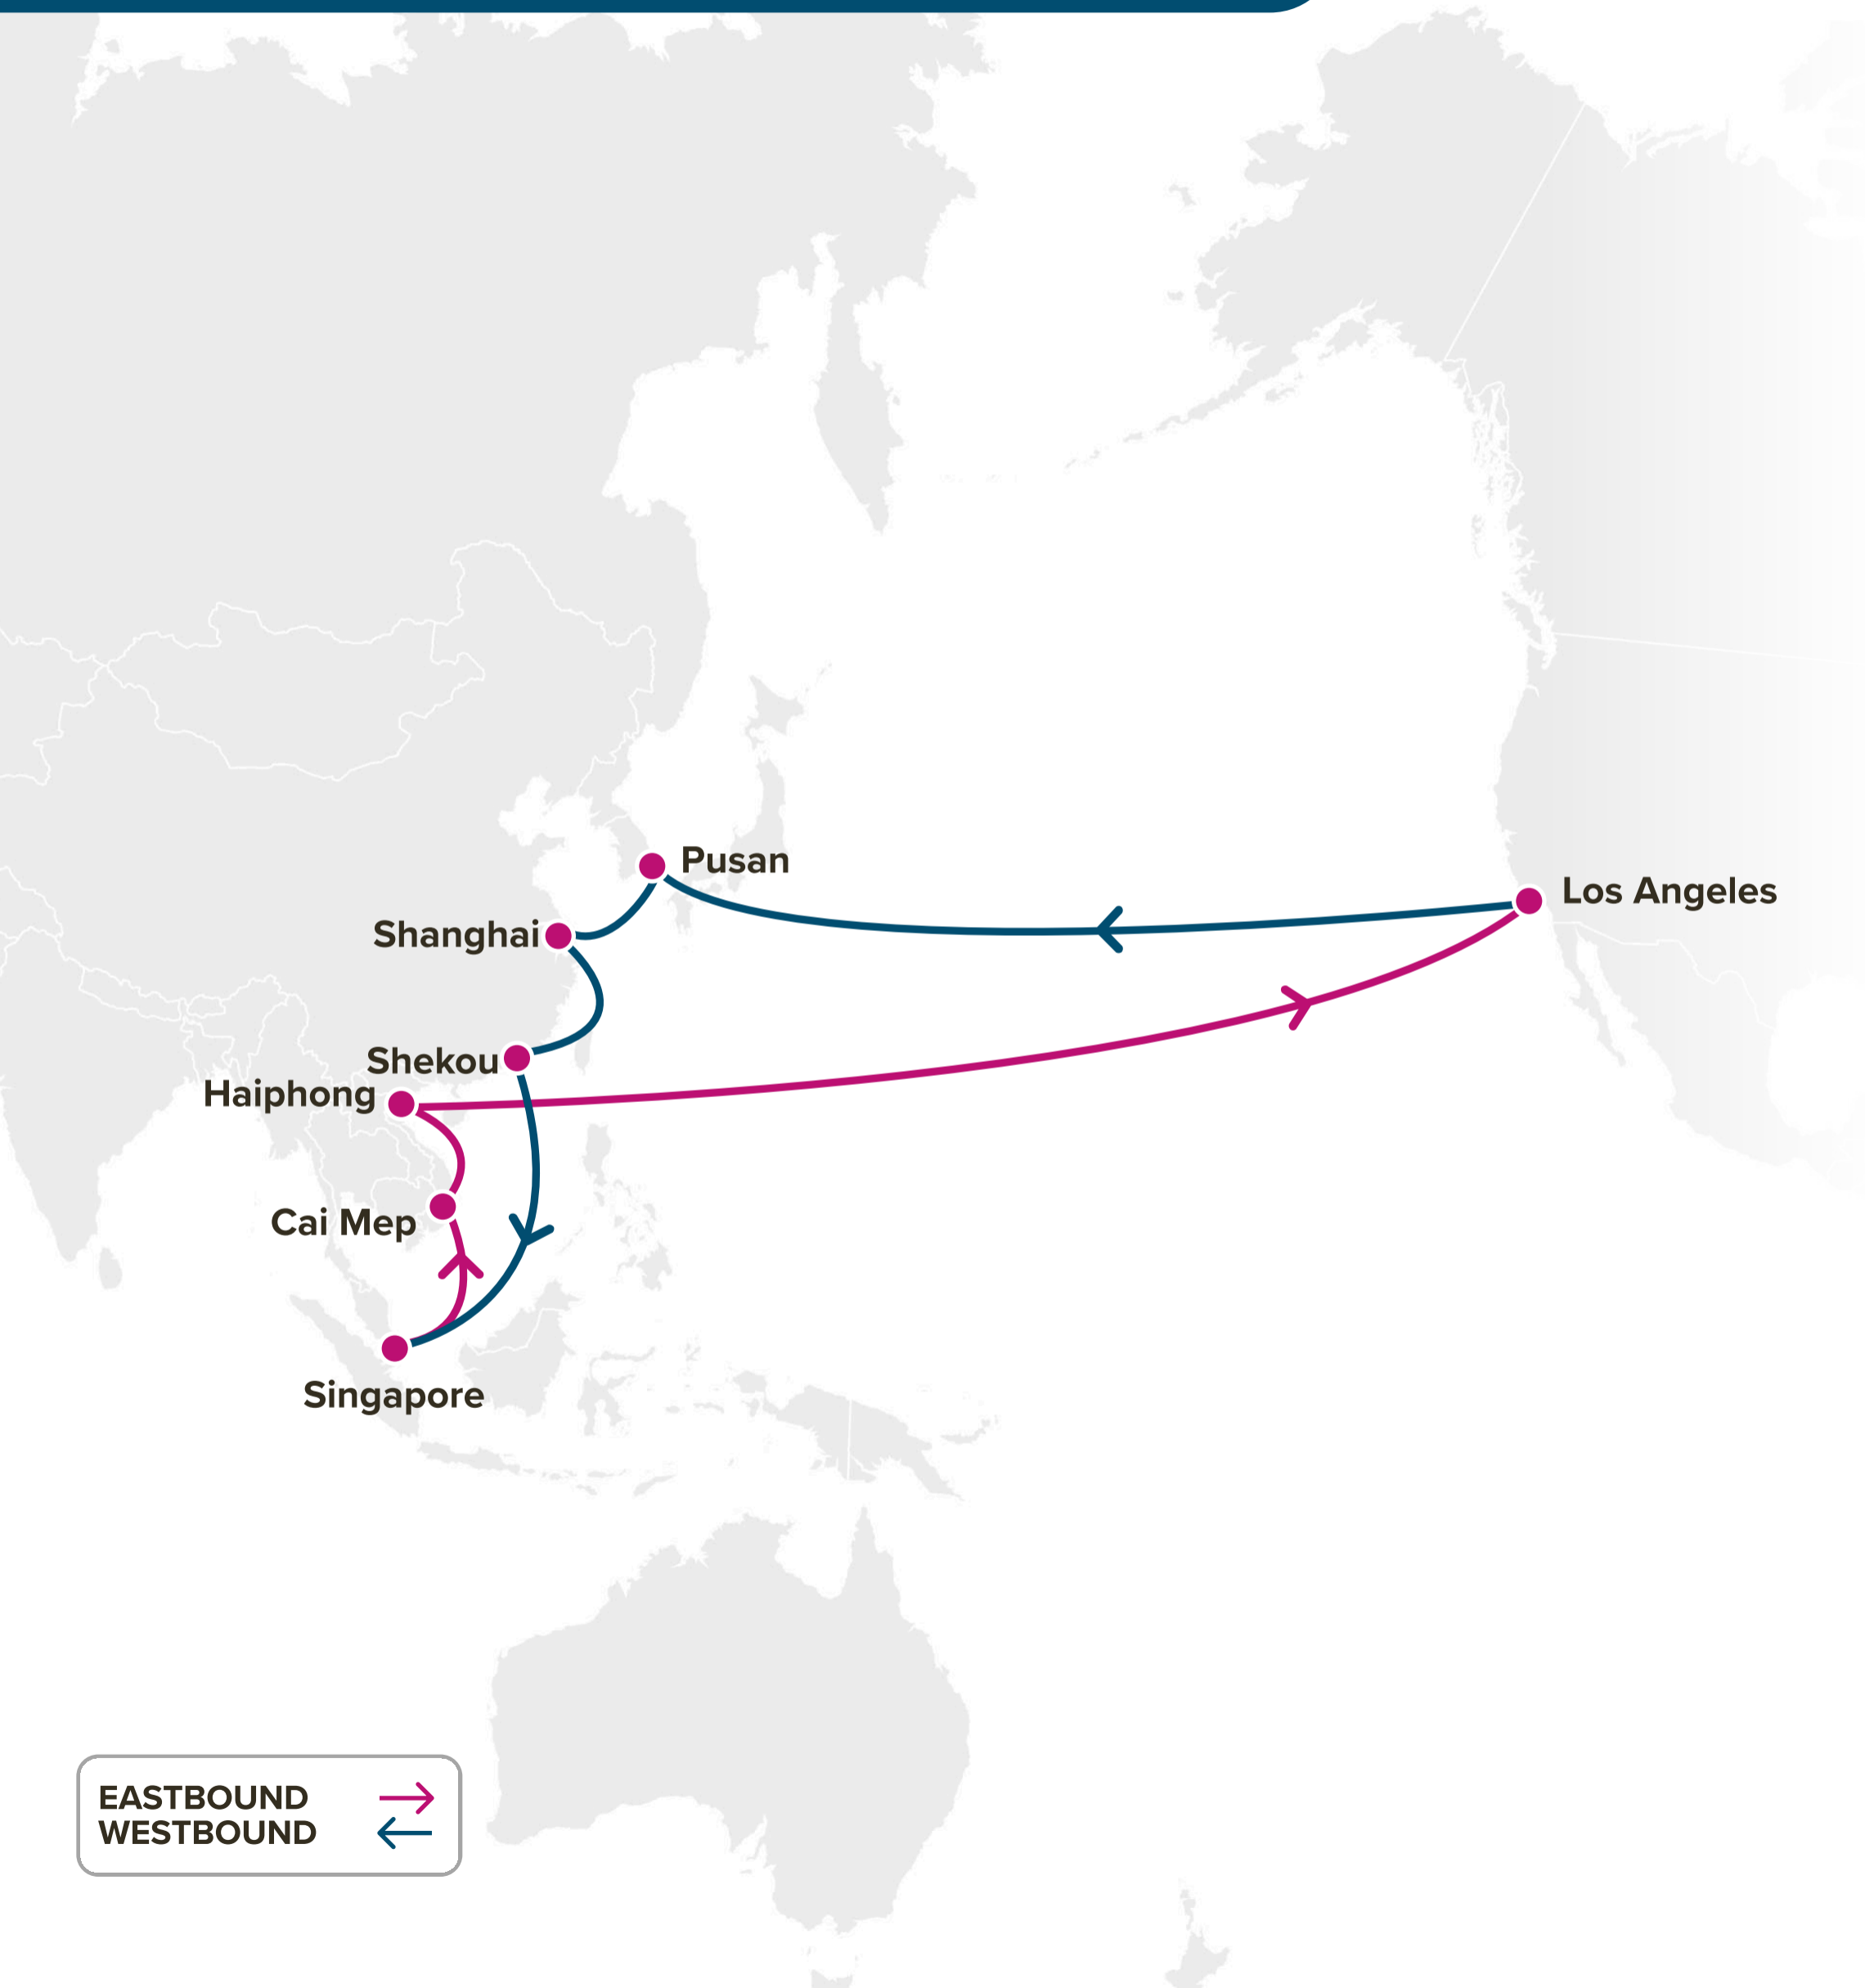 Pusan
Los Angeles
Shanghai
Shekou
Haiphong
Cai Mep
Singapore
EASTBOUND
WESTBOUND